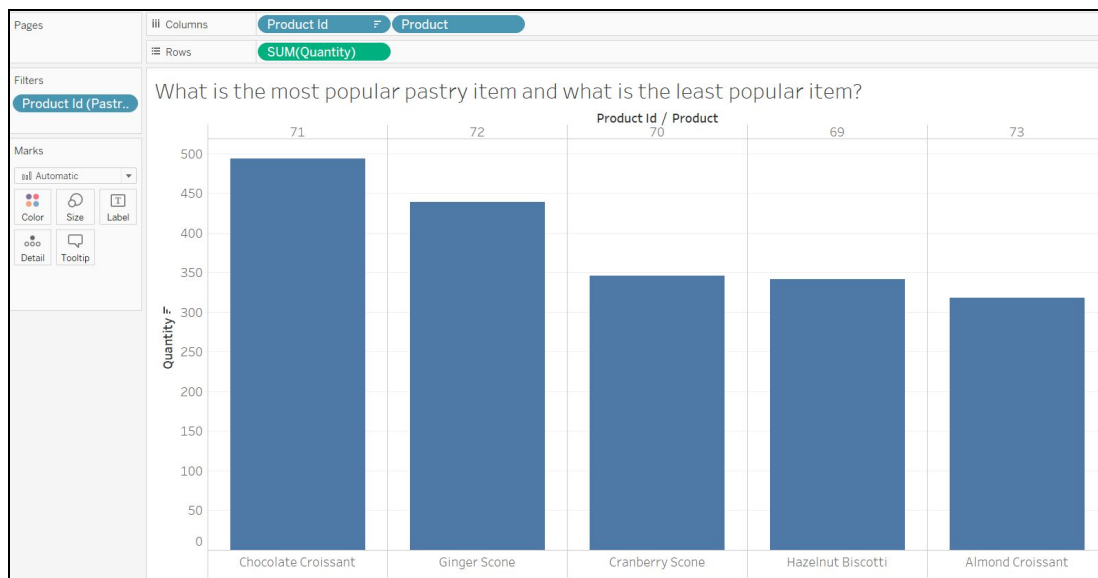 Pages
Columns
Product Id
Product
Rows
SUM(Quantity)
Filters
Product Id (Pastr..
Marks
Automatic
Color
Size
Label
Detail
Tooltip
What is the most popular pastry item and what is the least popular item?
Product Id / Product
71 72 70 69 73
500
450
400
350
300
250
200
150
100
50
0
Quantity
Chocolate Croissant Ginger Scone Cranberry Scone Hazelnut Biscotti Almond Croissant